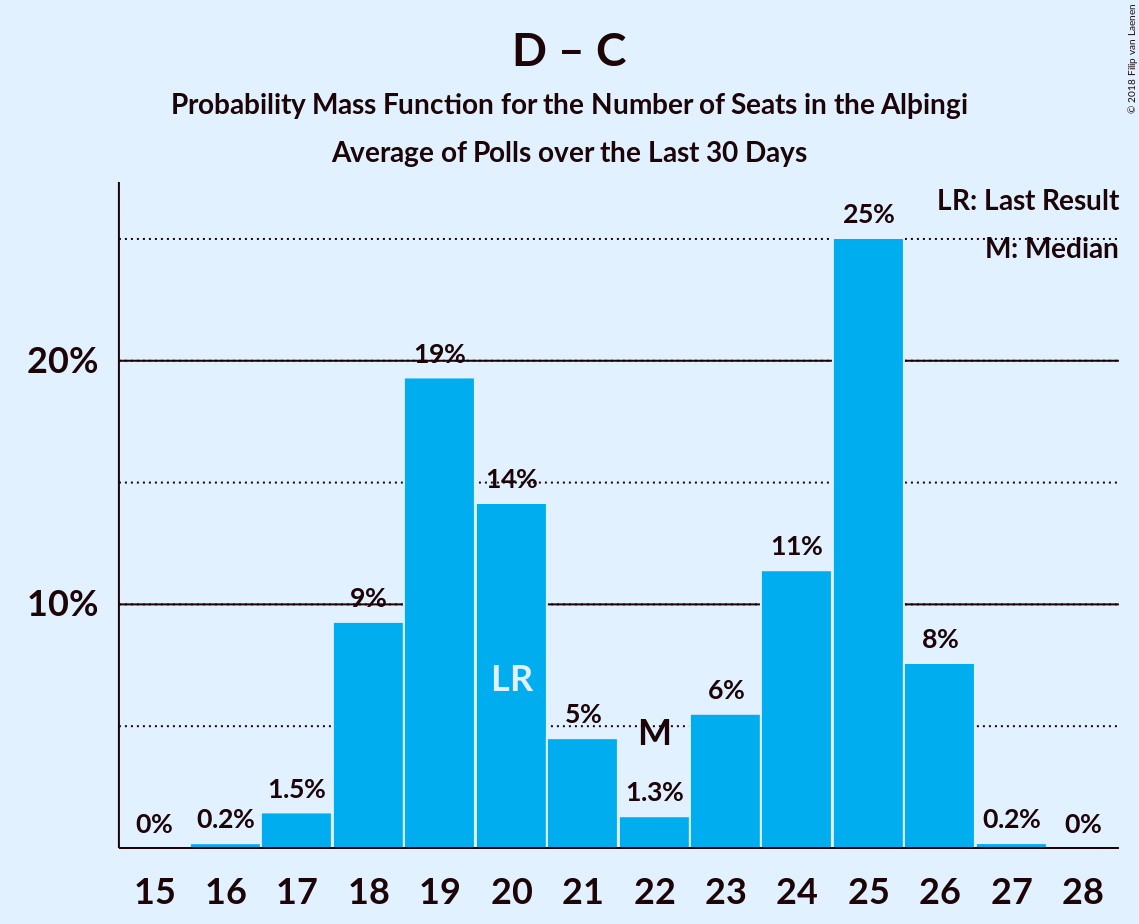 D – C
Probability Mass Function for the Number of Seats in the Alþingi
Average of Polls over the Last 30 Days
© 2018 Filip van Laenen
LR: Last Result
M: Median
20%
10%
0%
0.2%
1.5%
9%
19%
14%
5%
1.3%
6%
11%
25%
8%
0.2%
0%
LR
M
15 16 17 18 19 20 21 22 23 24 25 26 27 28